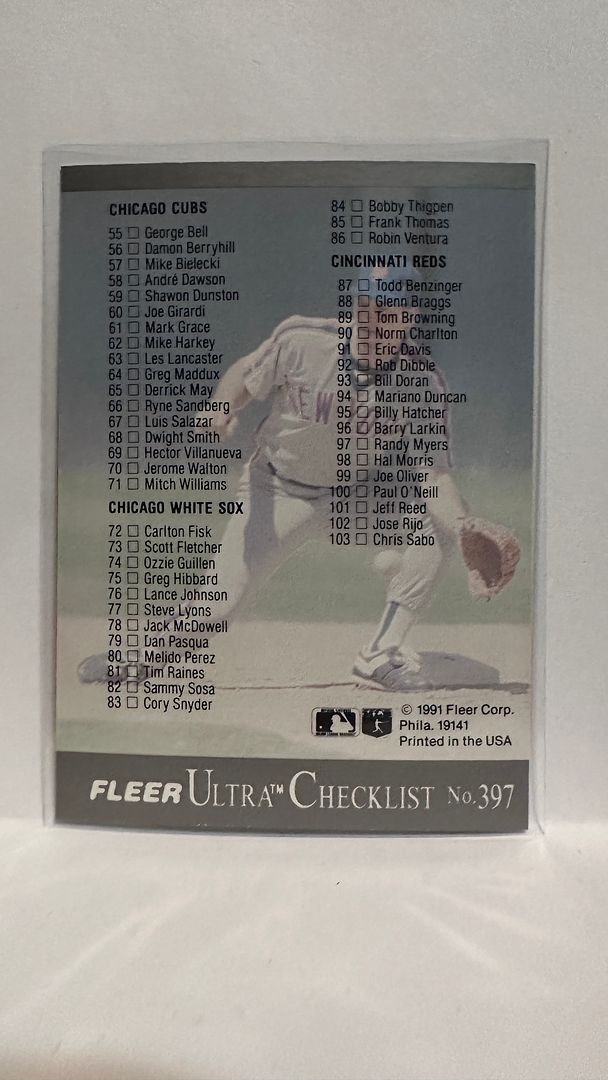 CHICAGO CUBS
55 □ George Bell
56 □ Damon Berryhill
57 □ Mike Bielecki
58 □ André Dawson
59 □ Shawon Dunston
60 □ Joe Girardi
61 □ Mark Grace
62 □ Mike Harkey
63 □ Les Lancaster
64 □ Greg Maddux
65 □ Derrick May
66 □ Ryne Sandberg
67 □ Luis Salazar
68 □ Dwight Smith
69 □ Hector Villanueva
70 □ Jerome Walton
71 □ Mitch Williams
CHICAGO WHITE SOX
72 □ Carlton Fisk
73 □ Scott Fletcher
74 □ Ozzie Guillen
75 □ Greg Hibbard
76 □ Lance Johnson
77 □ Steve Lyons
78 □ Jack McDowell
79 □ Dan Pasqua
80 □ Melido Perez
81 □ Tim Raines
82 □ Sammy Sosa
83 □ Cory Snyder
84 □ Bobby Thigpen
85 □ Frank Thomas
86 □ Robin Ventura
CINCINNATI REDS
87 □ Todd Benzinger
88 □ Glenn Braggs
89 □ Tom Browning
90 □ Norm Charlton
91 □ Eric Davis
92 □ Rob Dibble
93 □ Bill Doran
94 □ Mariano Duncan
95 □ Billy Hatcher
96 □ Barry Larkin
97 □ Randy Myers
98 □ Hal Morris
99 □ Joe Oliver
100 □ Paul O'Neill
101 □ Jeff Reed
102 □ Jose Rijo
103 □ Chris Sabo
NEW
© 1991 Fleer Corp.
Phila. 19141
Printed in the USA
FLEER ULTRA™ CHECKLIST No. 397